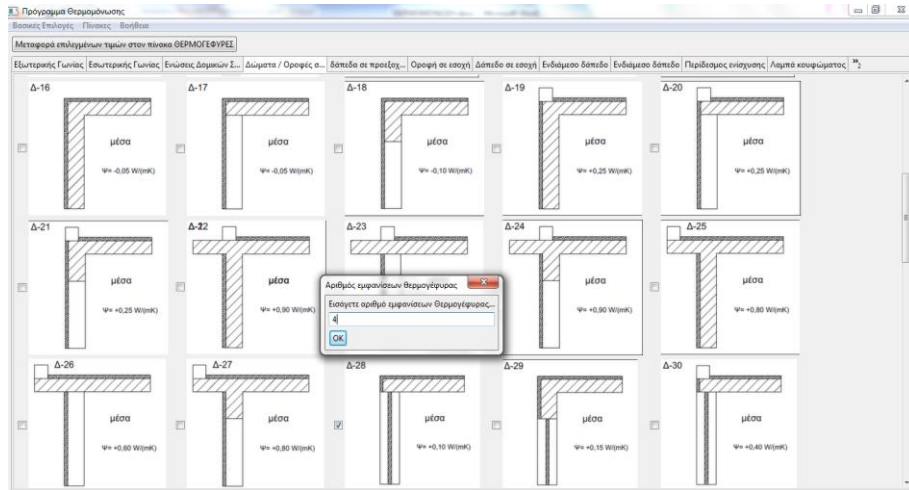 Πρόγραμμα Θερμομόνωσης
Βασικές Επιλογές Πίνακες Βοήθεια
Μεταφορά επιλεγμένων τιμών στον πίνακα ΘΕΡΜΟΓΕΦΥΡΕΣ
Εξωτερικής Γωνίας Εσωτερικής Γωνίας Ενώσεις Δομικών Σ... Δώματα / Οροφές σ... δάπεδα σε προεξοχ... Οροφή σε εσοχή Δάπεδο σε εσοχή Ενδιάμεσο δάπεδο Ενδιάμεσο δάπεδο Περίδεσμος ενίσχυσης Λαμπά κουφώματος »2
Δ-16 Δ-17 Δ-18 Δ-19 Δ-20
μέσα μέσα μέσα μέσα μέσα
Ψ= -0,05 W/(mK) Ψ= -0,05 W/(mK) Ψ= -0,10 W/(mK) Ψ= +0,25 W/(mK) Ψ= +0,25 W/(mK)
Δ-21 Δ-22 Δ-23 Δ-24 Δ-25
μέσα μέσα μέσα μέσα
Αριθμός εμφανίσεων θερμογέφυρας
Εισάγετε αριθμό εμφανίσεων Θερμογέφυρας...
4
OK
Ψ= +0,25 W/(mK) Ψ= +0,90 W/(mK) Ψ= +0,90 W/(mK) Ψ= +0,80 W/(mK)
Δ-26 Δ-27 Δ-28 Δ-29 Δ-30
μέσα μέσα μέσα μέσα μέσα
Ψ= +0,60 W/(mK) Ψ= +0,80 W/(mK) Ψ= +0,10 W/(mK) Ψ= +0,15 W/(mK) Ψ= +0,40 W/(mK)